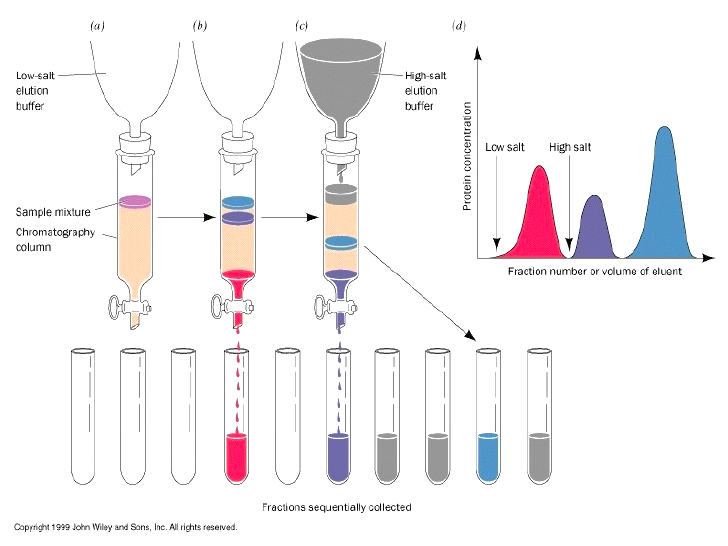 (a)
(b)
(c)
(d)
Low-salt
elution
buffer
High-salt
elution
buffer
Sample mixture
Chromatography
column
Protein concentration
Low salt
High salt
Fraction number or volume of eluent
Fractions sequentially collected
Copyright 1999 John Wiley and Sons, Inc. All rights reserved.